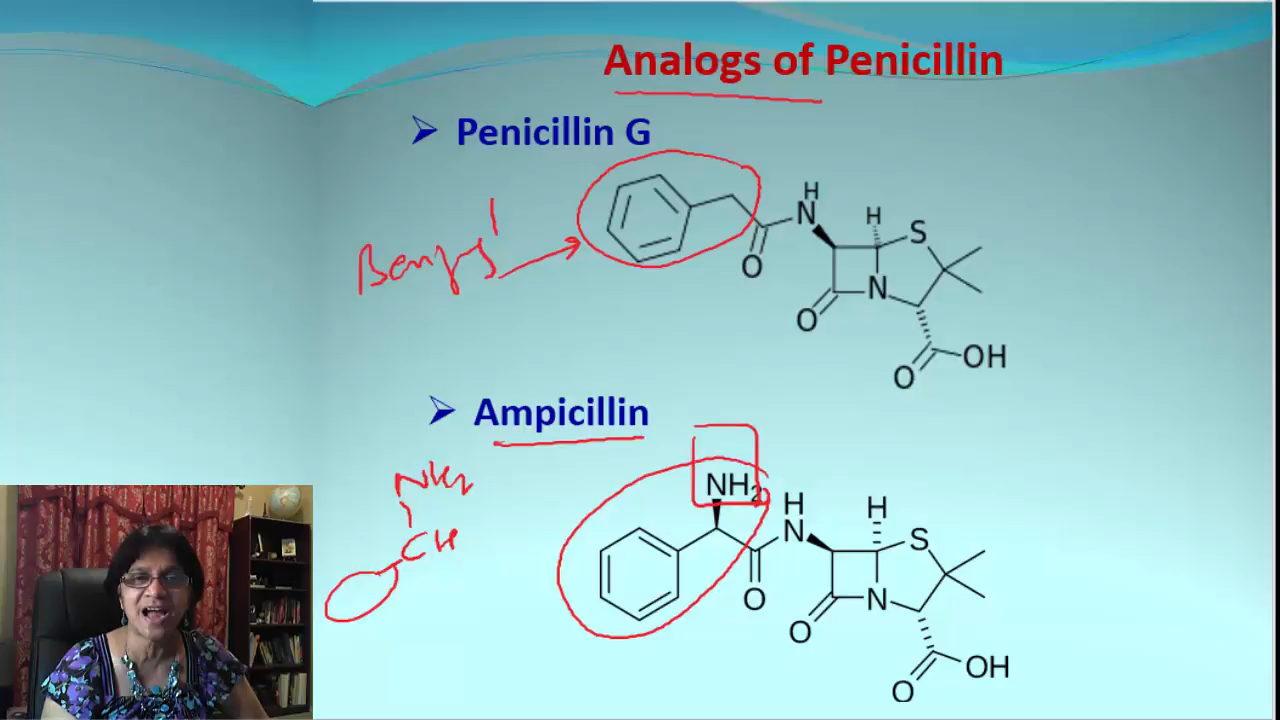 Analogs of Penicillin
➢ Penicillin G
Benzyl
H
N
H
S
O
N
O
OH
O
➢ Ampicillin
NH2
CH
NH2
H
N
H
S
O
N
O
OH
O